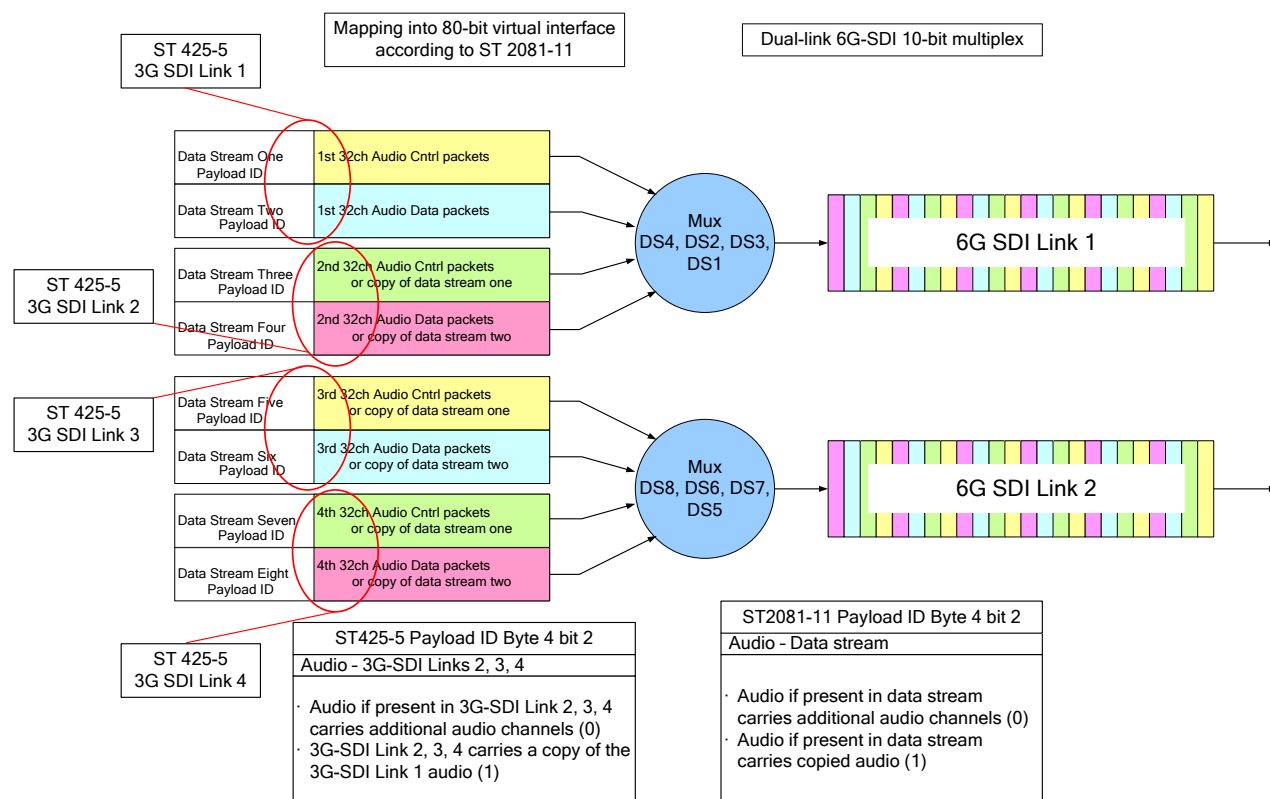 Mapping into 80-bit virtual interface
according to ST 2081-11
Dual-link 6G-SDI 10-bit multiplex
ST 425-5
3G SDI Link 1
Data Stream One
Payload ID
1st 32ch Audio Cntrl packets
Data Stream Two
Payload ID
1st 32ch Audio Data packets
Mux
DS4, DS2, DS3,
DS1
6G SDI Link 1
ST 425-5
3G SDI Link 2
Data Stream Three
Payload ID
2nd 32ch Audio Cntrl packets
or copy of data stream one
Data Stream Four
Payload ID
2nd 32ch Audio Data packets
or copy of data stream two
ST 425-5
3G SDI Link 3
Data Stream Five
Payload ID
3rd 32ch Audio Cntrl packets
or copy of data stream one
Data Stream Six
Payload ID
3rd 32ch Audio Data packets
or copy of data stream two
Mux
DS8, DS6, DS7,
DS5
6G SDI Link 2
Data Stream Seven
Payload ID
4th 32ch Audio Cntrl packets
or copy of data stream one
Data Stream Eight
Payload ID
4th 32ch Audio Data packets
or copy of data stream two
ST 425-5
3G SDI Link 4
ST425-5 Payload ID Byte 4 bit 2
Audio - 3G-SDI Links 2, 3, 4
· Audio if present in 3G-SDI Link 2, 3, 4
carries additional audio channels (0)
· 3G-SDI Link 2, 3, 4 carries a copy of the
3G-SDI Link 1 audio (1)
ST2081-11 Payload ID Byte 4 bit 2
Audio - Data stream
· Audio if present in data stream
carries additional audio channels (0)
· Audio if present in data stream
carries copied audio (1)